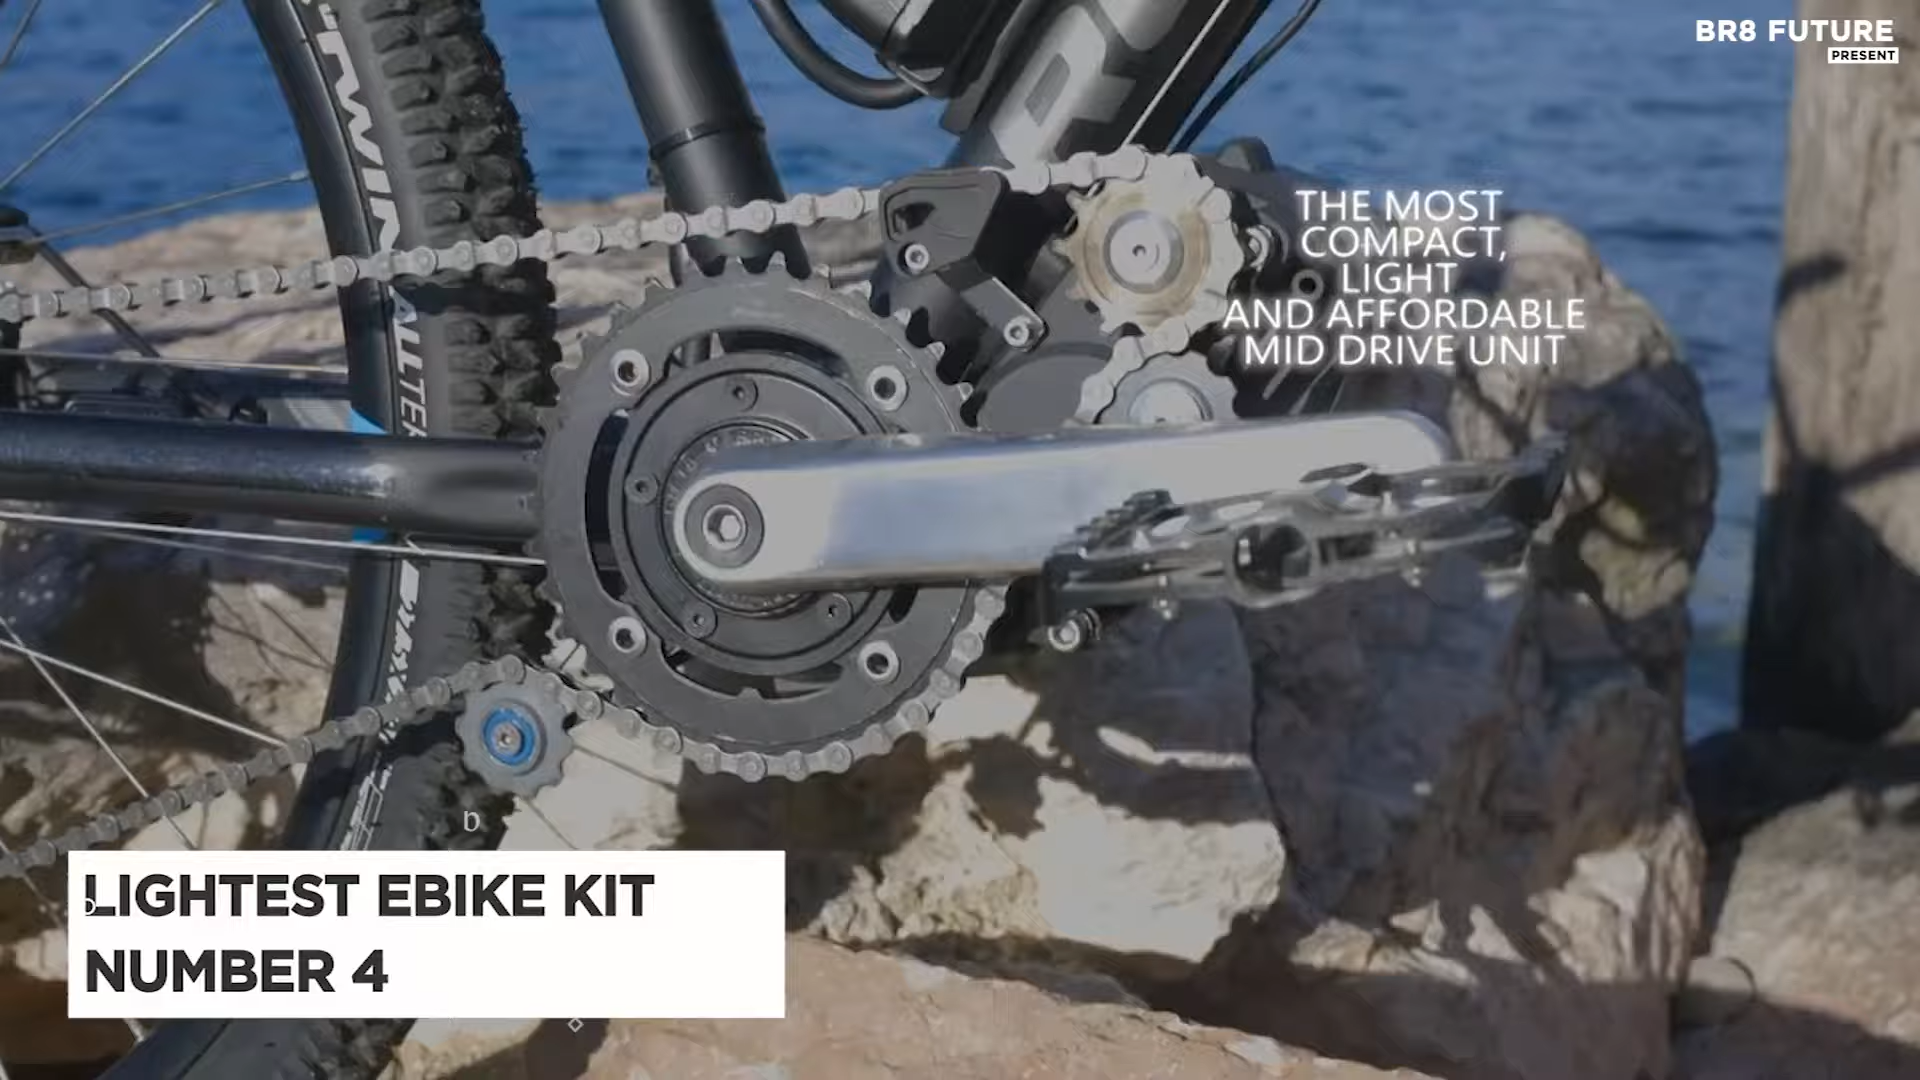 BR8 FUTURE
PRESENT
THE MOST
COMPACT,
LIGHT
AND AFFORDABLE
MID DRIVE UNIT
b
LIGHTEST EBIKE KIT
NUMBER 4